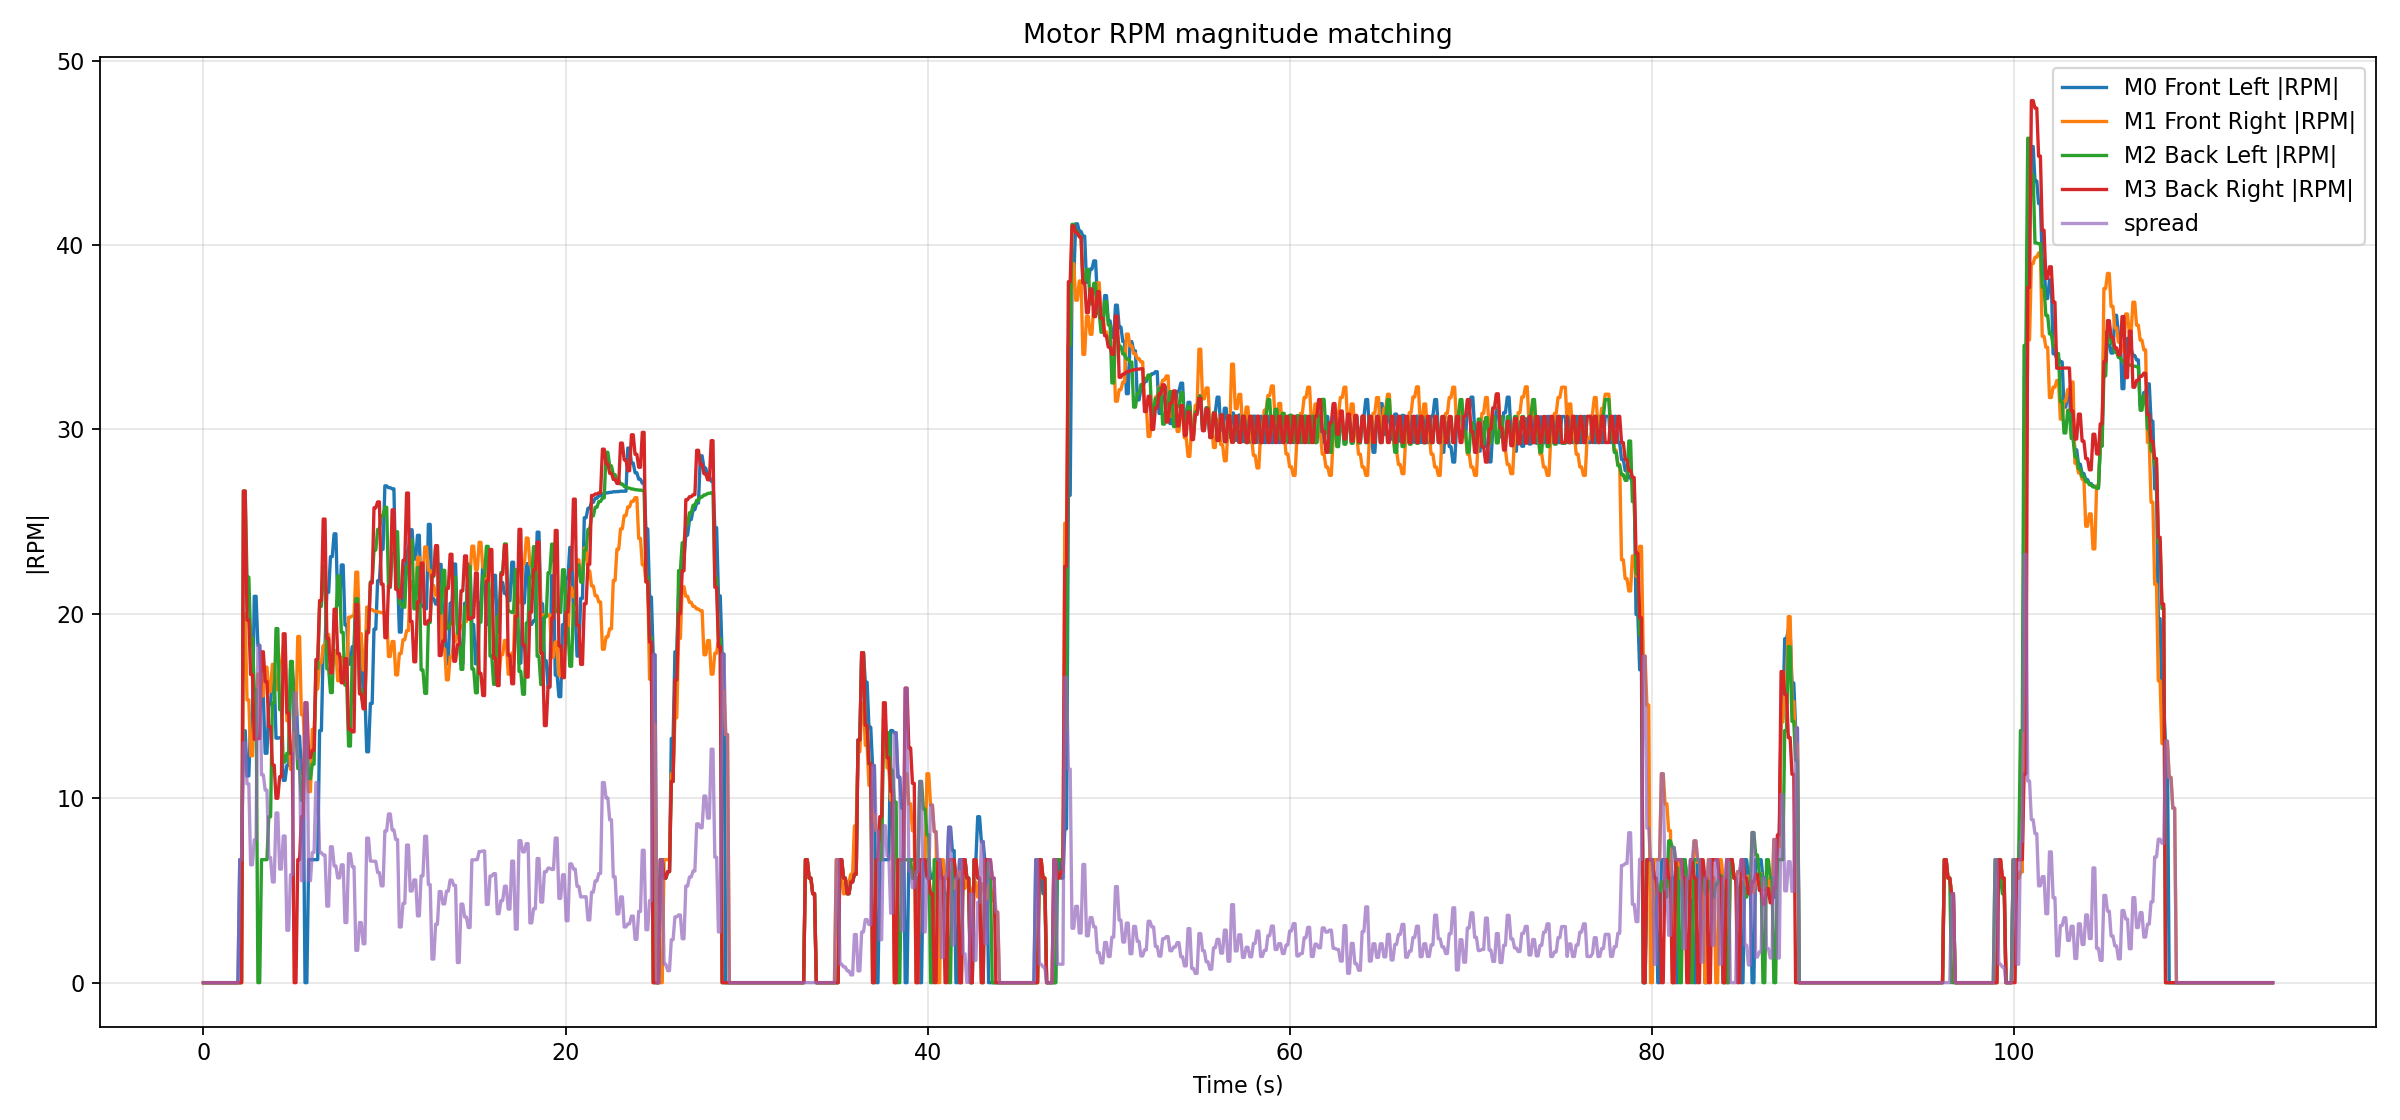 Motor RPM magnitude matching
50
40
30
20
10
0
|RPM|
M0 Front Left |RPM|
M1 Front Right |RPM|
M2 Back Left |RPM|
M3 Back Right |RPM|
spread
0 20 40 60 80 100
Time (s)